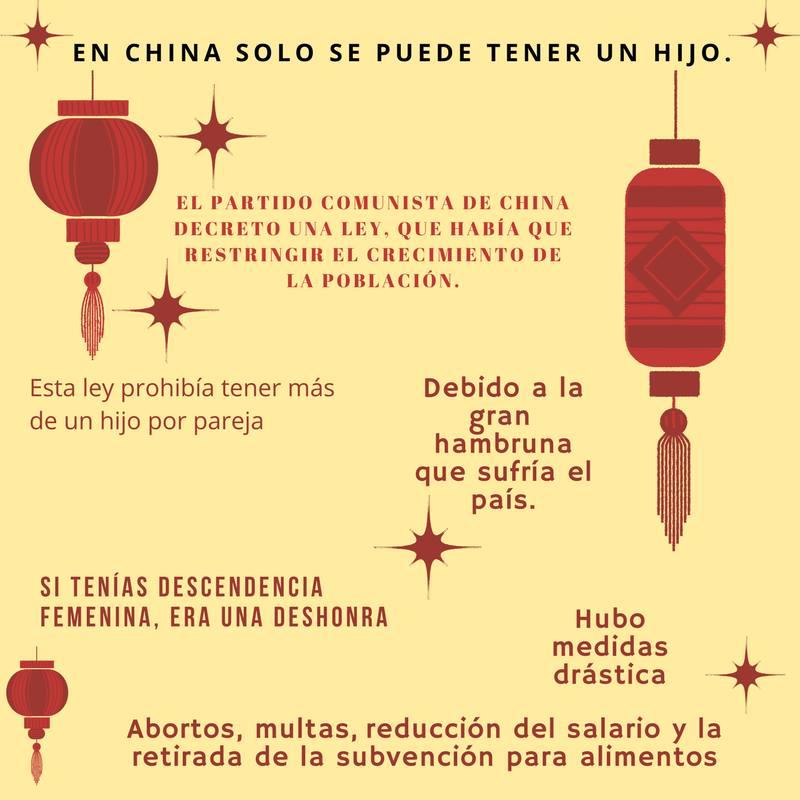 EN CHINA SOLO SE PUEDE TENER UN HIJO.
EL PARTIDO COMUNISTA DE CHINA
DECRETO UNA LEY, QUE HABÍA QUE
RESTRINGIR EL CRECIMIENTO DE
LA POBLACIÓN.
Esta ley prohibía tener más
de un hijo por pareja
Debido a la
gran
hambruna
que sufría el
país.
SI TENÍAS DESCENDENCIA
FEMENINA, ERA UNA DESHONRA
Hubo
medidas
drástica
Abortos, multas, reducción del salario y la
retirada de la subvención para alimentos